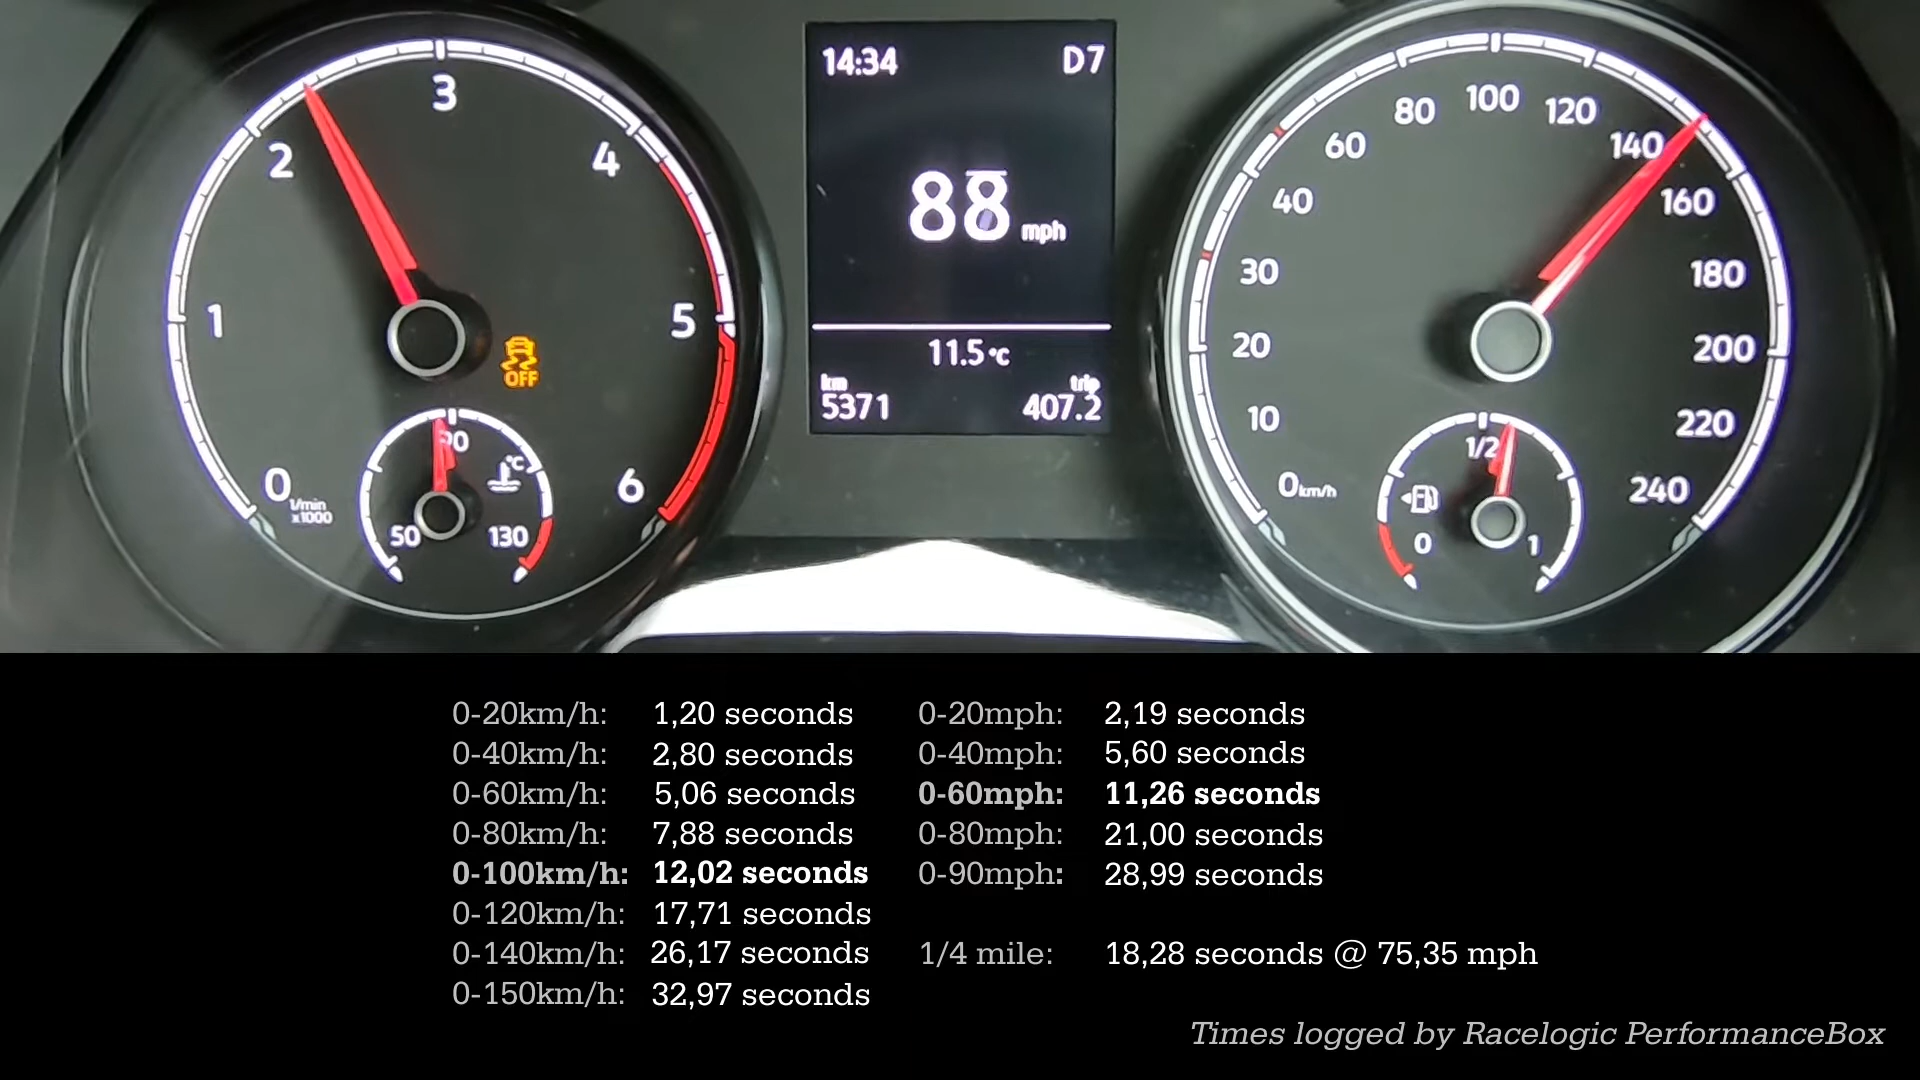 3
2
4
1
5
0
6
1/min
x1000
OFF
90
°C
50
130
14:34
D7
88 mph
11.5°C
km
trip
5371
407.2
100
80
120
60
140
40
160
30
180
20
200
10
220
0 km/h
240
1/2
0
1
0-20km/h: 1,20 seconds 0-20mph: 2,19 seconds
0-40km/h: 2,80 seconds 0-40mph: 5,60 seconds
0-60km/h: 5,06 seconds 0-60mph: 11,26 seconds
0-80km/h: 7,88 seconds 0-80mph: 21,00 seconds
0-100km/h: 12,02 seconds 0-90mph: 28,99 seconds
0-120km/h: 17,71 seconds
0-140km/h: 26,17 seconds 1/4 mile: 18,28 seconds @ 75,35 mph
0-150km/h: 32,97 seconds
Times logged by Racelogic PerformanceBox